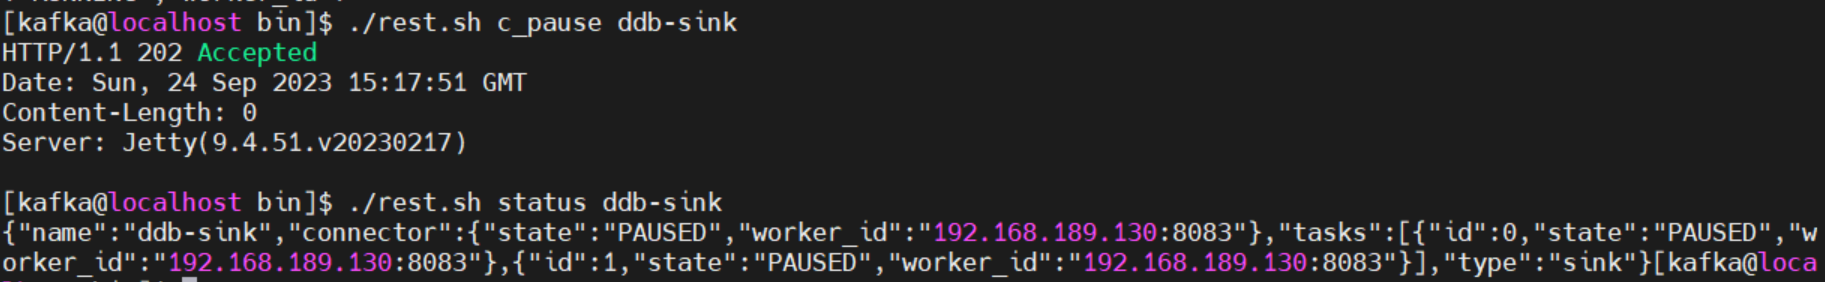 [kafka@localhost bin]$ ./rest.sh c_pause ddb-sink
HTTP/1.1 202 Accepted
Date: Sun, 24 Sep 2023 15:17:51 GMT
Content-Length: 0
Server: Jetty(9.4.51.v20230217)
[kafka@localhost bin]$ ./rest.sh status ddb-sink
{"name":"ddb-sink","connector":{"state":"PAUSED","worker_id":"192.168.189.130:8083"},"tasks":[{"id":0,"state":"PAUSED","w
orker_id":"192.168.189.130:8083"},{"id":1,"state":"PAUSED","worker_id":"192.168.189.130:8083"}],"type":"sink"}[kafka@loca